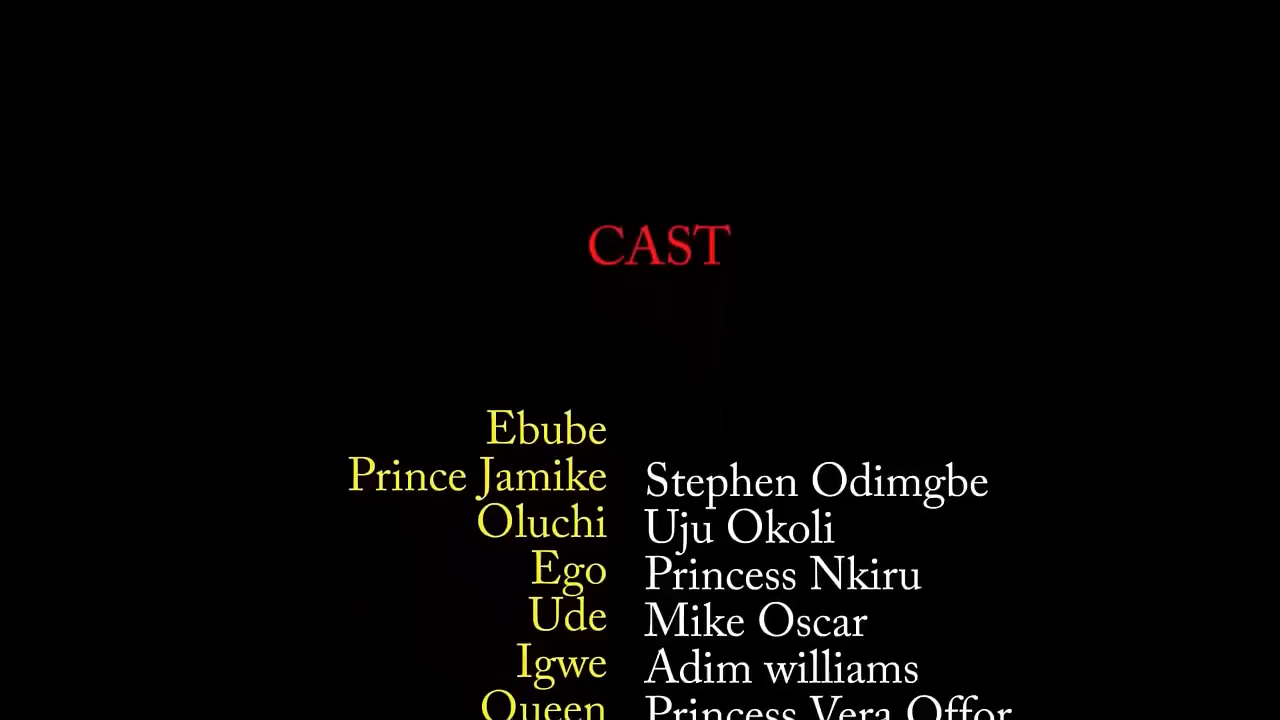 CAST
Ebube
Prince Jamike Stephen Odimgbe
Oluchi Uju Okoli
Ego Princess Nkiru
Ude Mike Oscar
Igwe Adim williams
Queen Princess Vera Offor